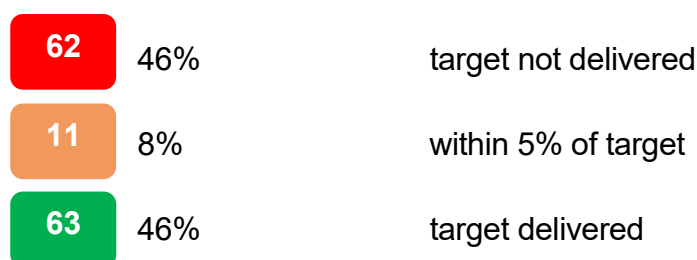 62 46% target not delivered
11 8% within 5% of target
63 46% target delivered